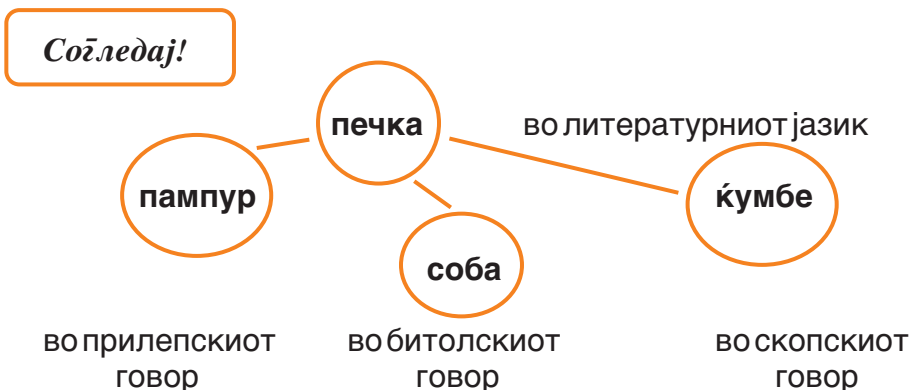 Согледај!
печка
во литературниот јазик
пампур
ќумбе
соба
во прилепскиот
говор
во битолскиот
говор
во скопскиот
говор